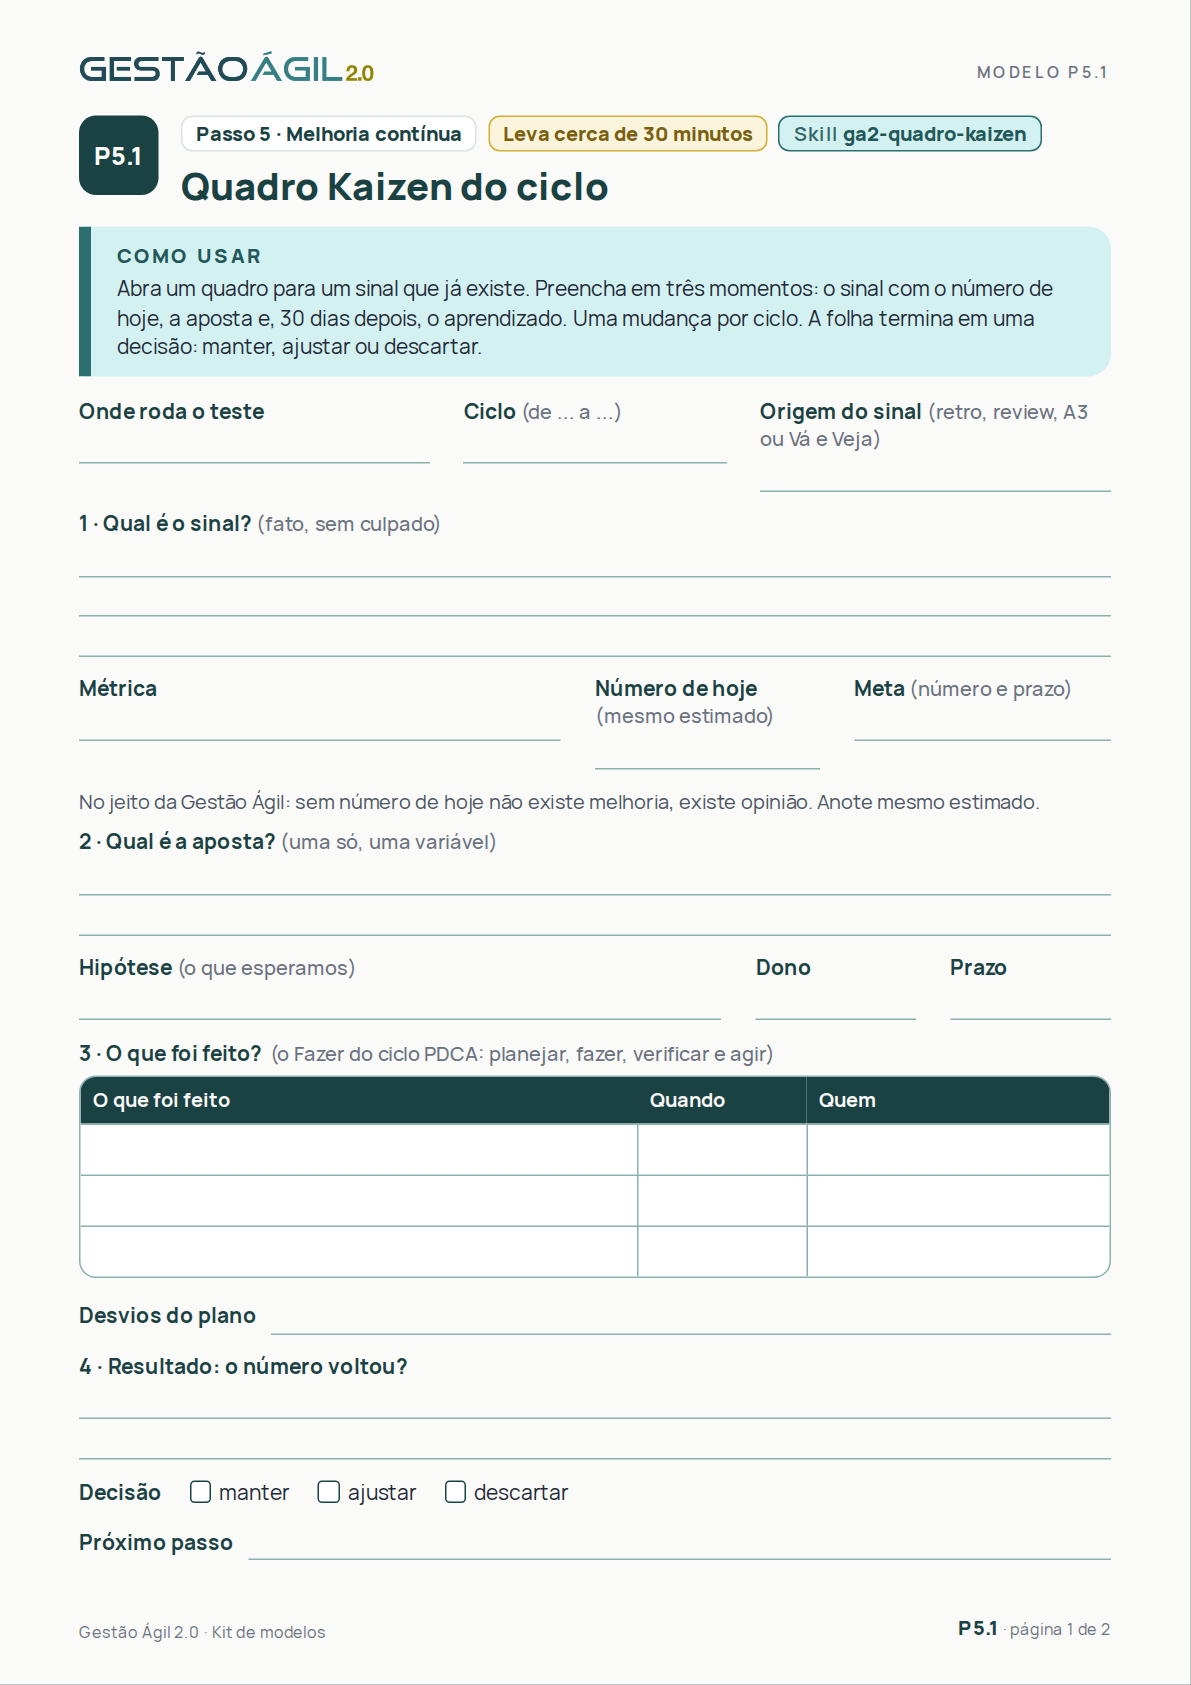 GESTÃOÁGIL2.0
MODELO P5.1
P5.1
Passo 5 · Melhoria contínua
Leva cerca de 30 minutos
Skill ga2-quadro-kaizen
Quadro Kaizen do ciclo
COMO USAR
Abra um quadro para um sinal que já existe. Preencha em três momentos: o sinal com o número de
hoje, a aposta e, 30 dias depois, o aprendizado. Uma mudança por ciclo. A folha termina em uma
decisão: manter, ajustar ou descartar.
Onde roda o teste
Ciclo (de ... a ...)
Origem do sinal (retro, review, A3
ou Vá e Veja)
1 · Qual é o sinal? (fato, sem culpado)
Métrica
Número de hoje
(mesmo estimado)
Meta (número e prazo)
No jeito da Gestão Ágil: sem número de hoje não existe melhoria, existe opinião. Anote mesmo estimado.
2 · Qual é a aposta? (uma só, uma variável)
Hipótese (o que esperamos)
Dono
Prazo
3 · O que foi feito? (o Fazer do ciclo PDCA: planejar, fazer, verificar e agir)
O que foi feito
Quando
Quem
Desvios do plano
4 · Resultado: o número voltou?
Decisão
manter
ajustar
descartar
Próximo passo
Gestão Ágil 2.0 · Kit de modelos
P5.1 · página 1 de 2